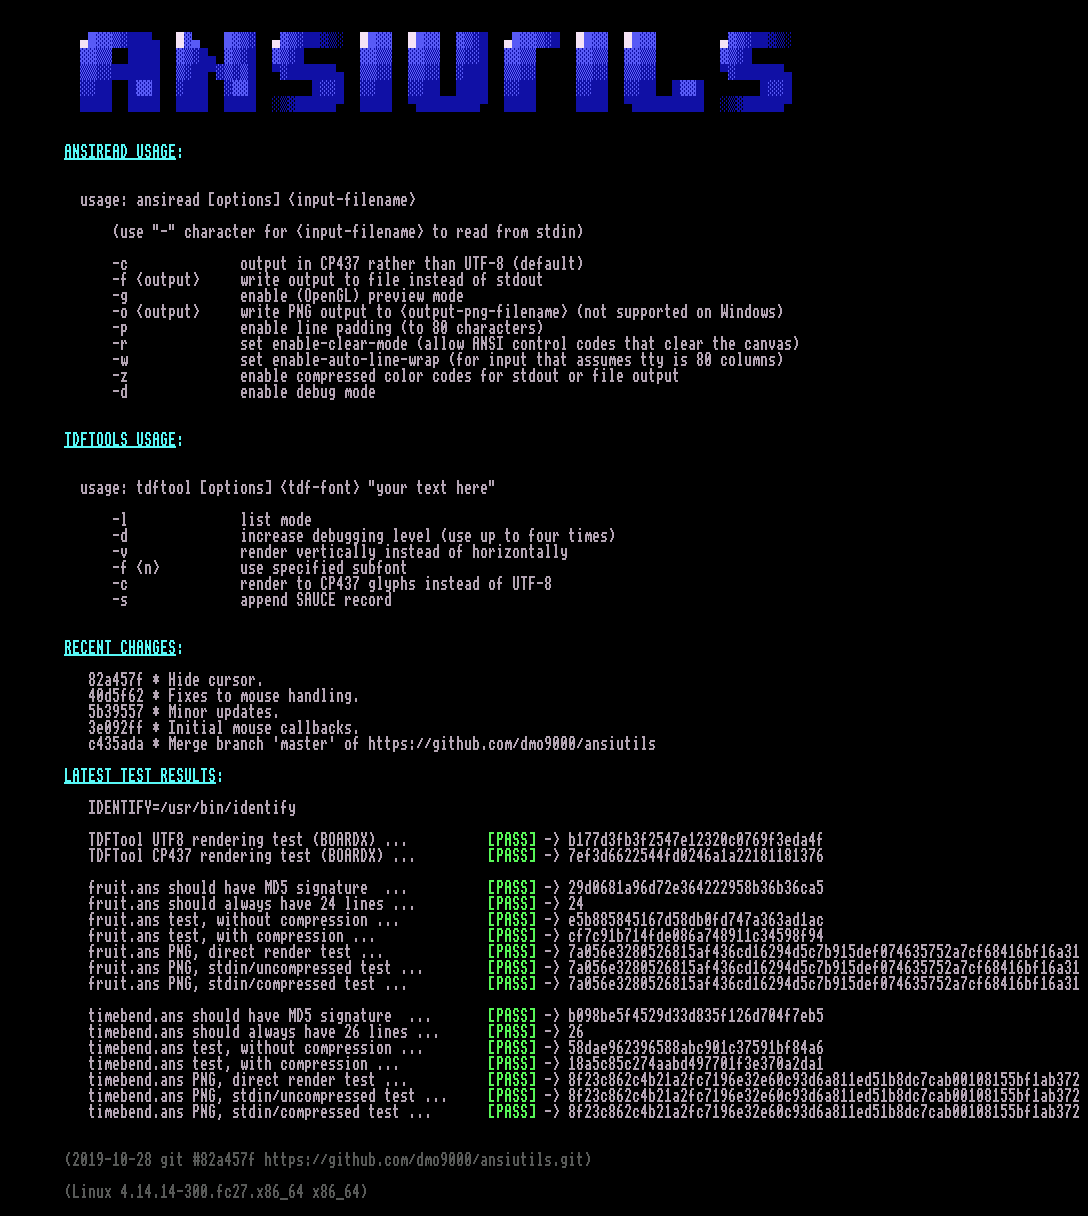 ANSIUTILS
ANSIREAD USAGE:
usage: ansiread [options] <input-filename>
(use "-" character for <input-filename> to read from stdin)
-c output in CP437 rather than UTF-8 (default)
-f <output> write output to file instead of stdout
-g enable (OpenGL) preview mode
-o <output> write PNG output to <output-png-filename> (not supported on Windows)
-p enable line padding (to 80 characters)
-r set enable-clear-mode (allow ANSI control codes that clear the canvas)
-w set enable-auto-line-wrap (for input that assumes tty is 80 columns)
-z enable compressed color codes for stdout or file output
-d enable debug mode
TDFTOOLS USAGE:
usage: tdftool [options] <tdf-font> "your text here"
-l list mode
-d increase debugging level (use up to four times)
-v render vertically instead of horizontally
-f <n> use specified subfont
-c render to CP437 glyphs instead of UTF-8
-s append SAUCE record
RECENT CHANGES:
82a457f * Hide cursor.
40d5f62 * Fixes to mouse handling.
5b39557 * Minor updates.
3e092ff * Initial mouse callbacks.
c435ada * Merge branch 'master' of https://github.com/dmo9000/ansiutils
LATEST TEST RESULTS:
IDENTIFY=/usr/bin/identify
TDFTool UTF8 rendering test (BOARDX) ... [PASS] -> b177d3fb3f2547e12320c0769f3eda4f
TDFTool CP437 rendering test (BOARDX) ... [PASS] -> 7ef3d6622544fd0246a1a22181181376
fruit.ans should have MD5 signature  ... [PASS] -> 29d0681a96d72e364222958b36b36ca5
fruit.ans should always have 24 lines ... [PASS] -> 24
fruit.ans test, without compression ... [PASS] -> e5b885845167d58db0fd747a363ad1ac
fruit.ans test, with compression ... [PASS] -> cf7c91b714fde086a748911c34598f94
fruit.ans PNG, direct render test ... [PASS] -> 7a056e3280526815af436cd16294d5c7b915def074635752a7cf68416bf16a31
fruit.ans PNG, stdin/uncompressed test ... [PASS] -> 7a056e3280526815af436cd16294d5c7b915def074635752a7cf68416bf16a31
fruit.ans PNG, stdin/compressed test ... [PASS] -> 7a056e3280526815af436cd16294d5c7b915def074635752a7cf68416bf16a31
timebend.ans should have MD5 signature  ... [PASS] -> b098be5f4529d33d835f126d704f7eb5
timebend.ans should always have 26 lines ... [PASS] -> 26
timebend.ans test, without compression ... [PASS] -> 58dae962396588abc901c37591bf84a6
timebend.ans test, with compression ... [PASS] -> 18a5c85c274aabd497701f3e370a2da1
timebend.ans PNG, direct render test ... [PASS] -> 8f23c862c4b21a2fc7196e32e60c93d6a811ed51b8dc7cab00108155bf1ab372
timebend.ans PNG, stdin/uncompressed test ... [PASS] -> 8f23c862c4b21a2fc7196e32e60c93d6a811ed51b8dc7cab00108155bf1ab372
timebend.ans PNG, stdin/compressed test ... [PASS] -> 8f23c862c4b21a2fc7196e32e60c93d6a811ed51b8dc7cab00108155bf1ab372
(2019-10-28 git #82a457f https://github.com/dmo9000/ansiutils.git)
(Linux 4.14.14-300.fc27.x86_64 x86_64)